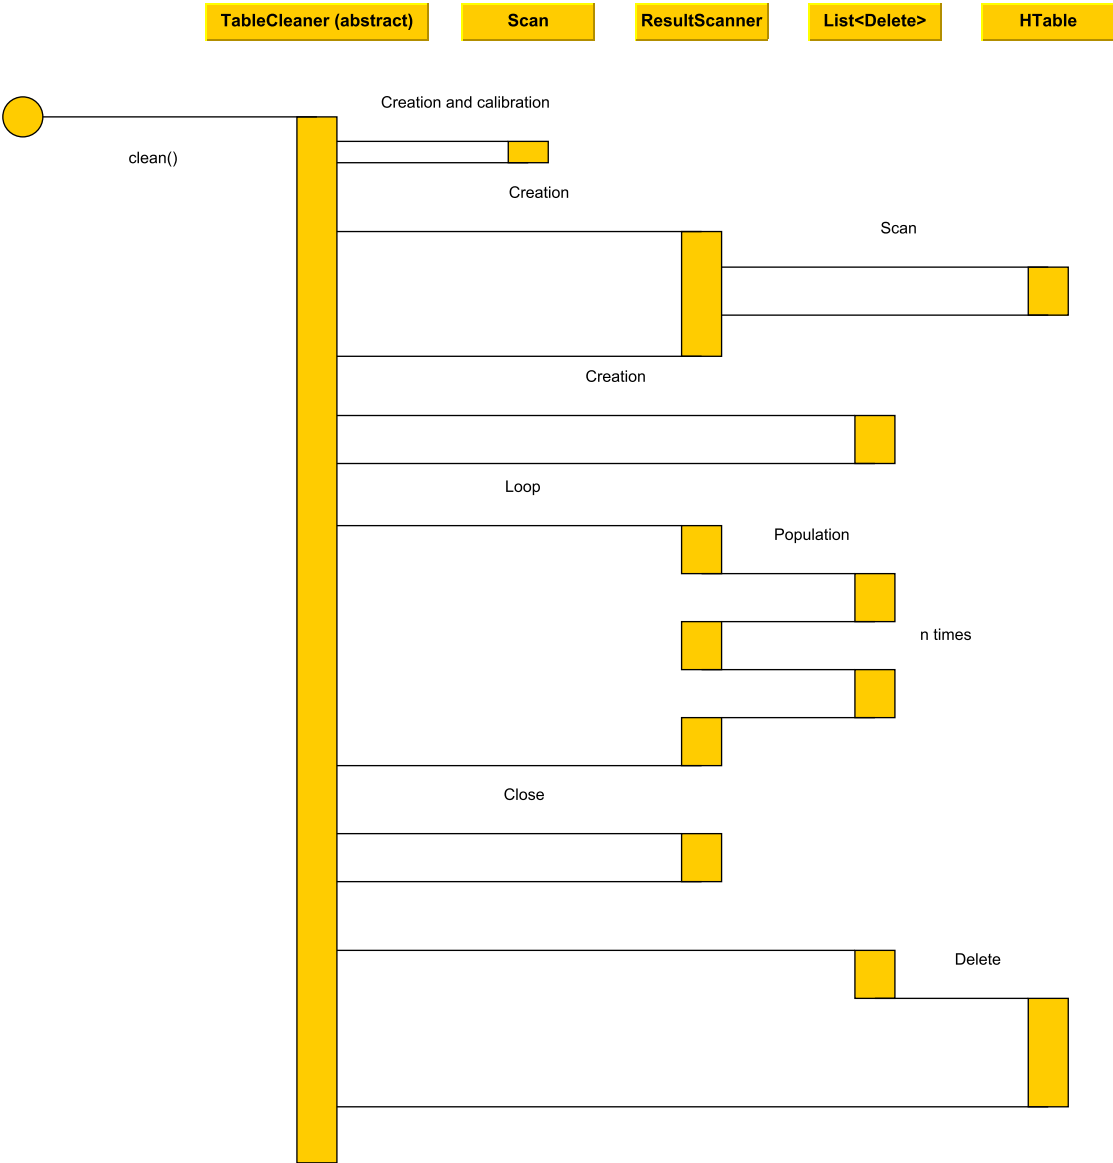 TableCleaner (abstract)
Scan
ResultScanner
List<Delete>
HTable
Creation and calibration
clean()
Creation
Scan
Creation
Loop
Population
n times
Close
Delete